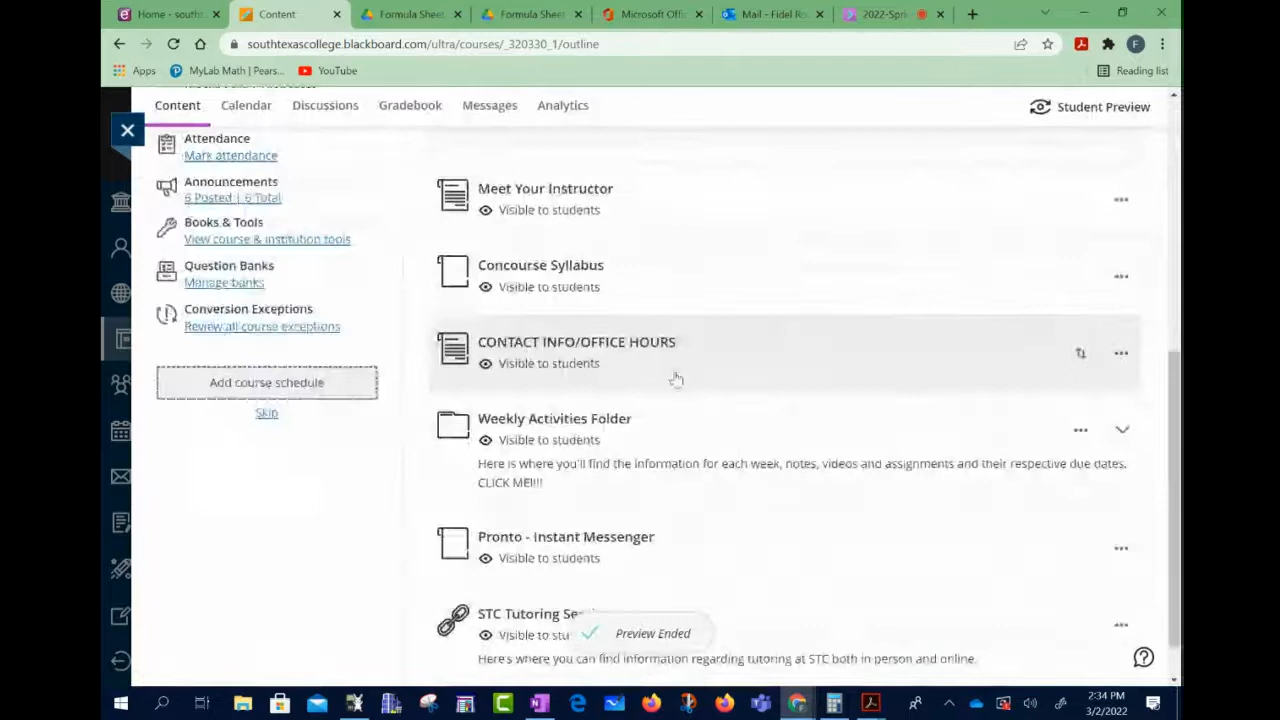 Home - southt
Content
Formula Sheet
Formula Sheet
Microsoft Offic
Mail - Fidel Ro
2022-Spri
southtexascollege.blackboard.com/ultra/courses/_320330_1/outline
F
Apps
MyLab Math | Pears...
YouTube
Reading list
Content
Calendar
Discussions
Gradebook
Messages
Analytics
Student Preview
Attendance
Mark attendance
Announcements
6 Posted | 6 Total
Books & Tools
View course & institution tools
Question Banks
Manage banks
Conversion Exceptions
Review all course exceptions
Add course schedule
Skip
Meet Your Instructor
Visible to students
Concourse Syllabus
Visible to students
CONTACT INFO/OFFICE HOURS
Visible to students
Weekly Activities Folder
Visible to students
Here is where you'll find the information for each week, notes, videos and assignments and their respective due dates.
CLICK ME!!!!
Pronto - Instant Messenger
Visible to students
STC Tutoring Se
Visible to stu
Preview Ended
Here's where you can find information regarding tutoring at STC both in person and online.
2:34 PM
3/2/2022